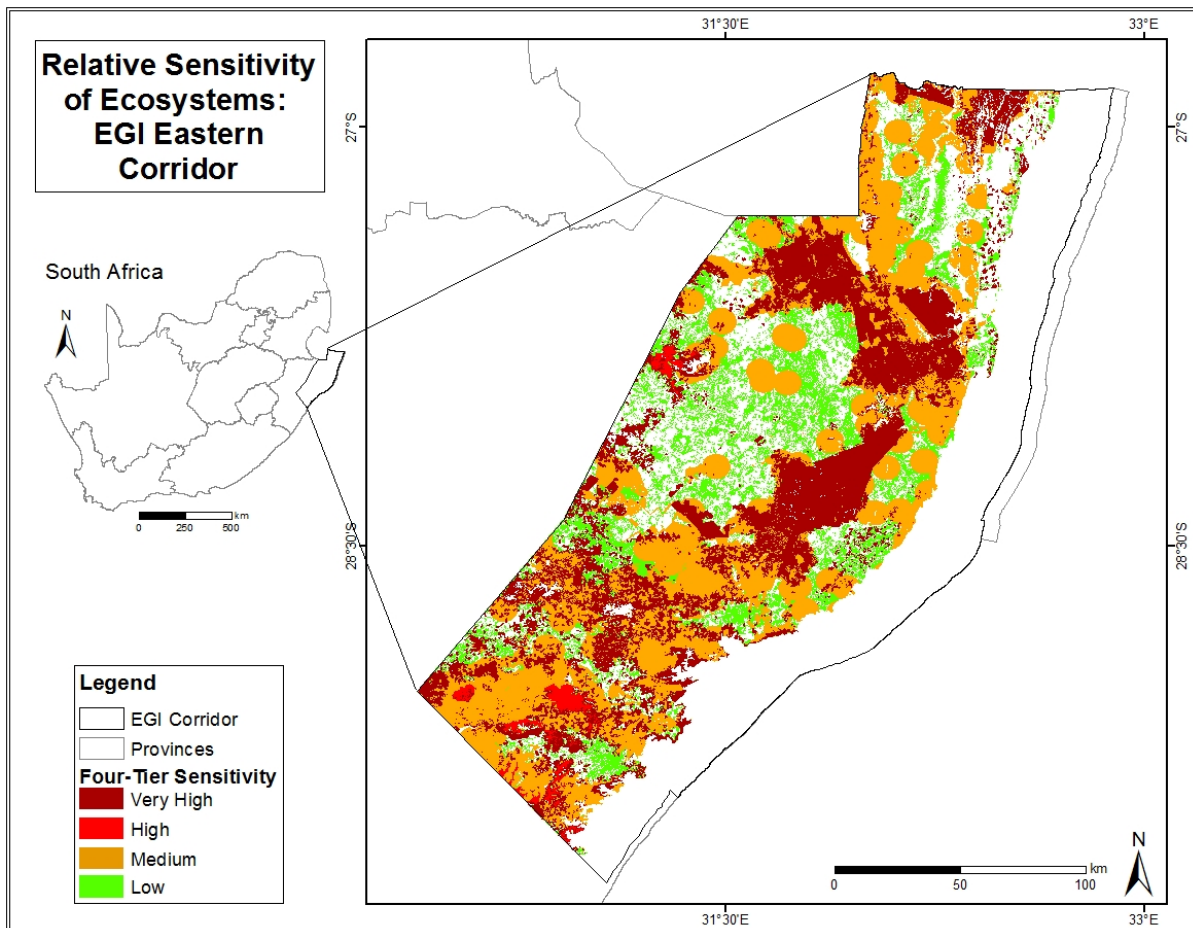 Relative Sensitivity
of Ecosystems:
EGI Eastern
Corridor
South Africa
N
0 250 500 km
Legend
EGI Corridor
Provinces
Four-Tier Sensitivity
Very High
High
Medium
Low
31°30'E 33°E
27°S 27°S
28°30'S 28°30'S
N
km
0 50 100
31°30'E 33°E